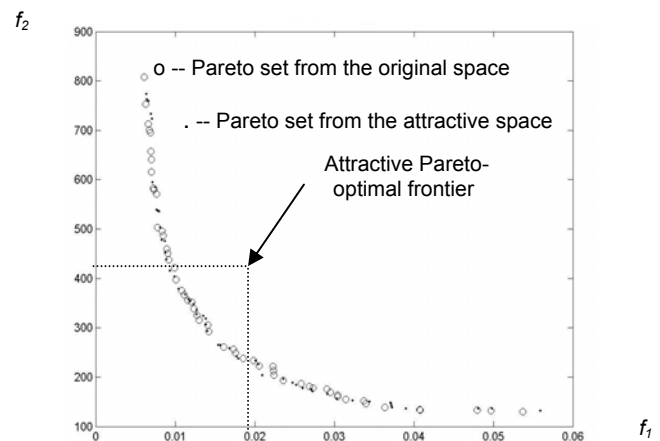 f2
900
o -- Pareto set from the original space
800
700
. -- Pareto set from the attractive space
600
Attractive Pareto-
optimal frontier
500
400
300
200
100
0
0.01
0.02
0.03
0.04
0.05
0.06
f1